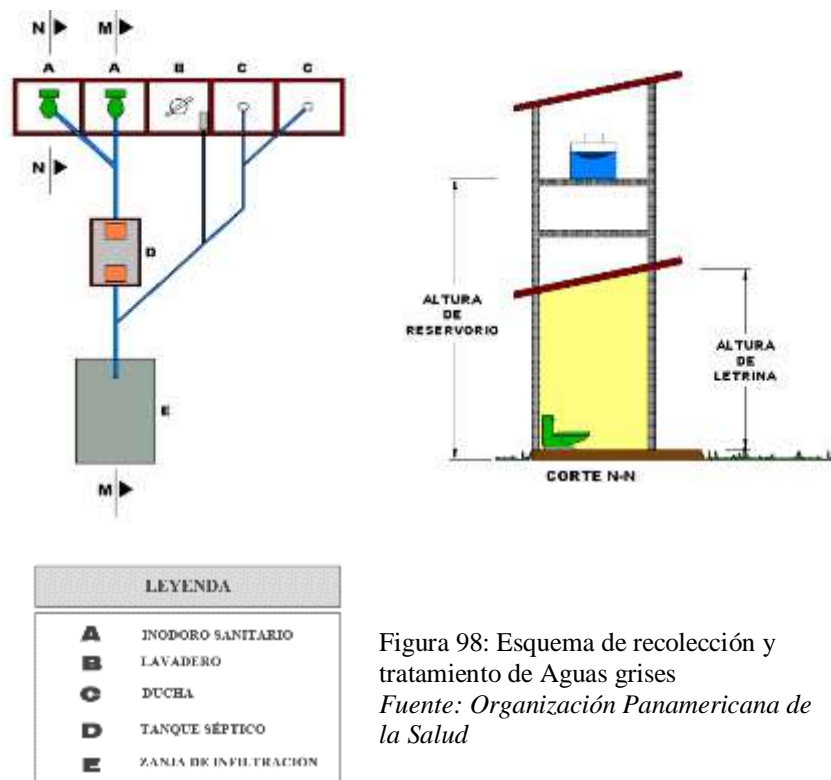 N M
A A B C C
N
D
E
M
ALTURA
DE
RESERVORIO
ALTURA
DE
LETRINA
CORTE N-N
LEYENDA
A INODORO SANITARIO
B LAVADERO
C DUCHA
D TANQUE SÉPTICO
E ZANJA DE INFILTRACIÓN
Figura 98: Esquema de recolección y
tratamiento de Aguas grises
Fuente: Organización Panamericana de
la Salud